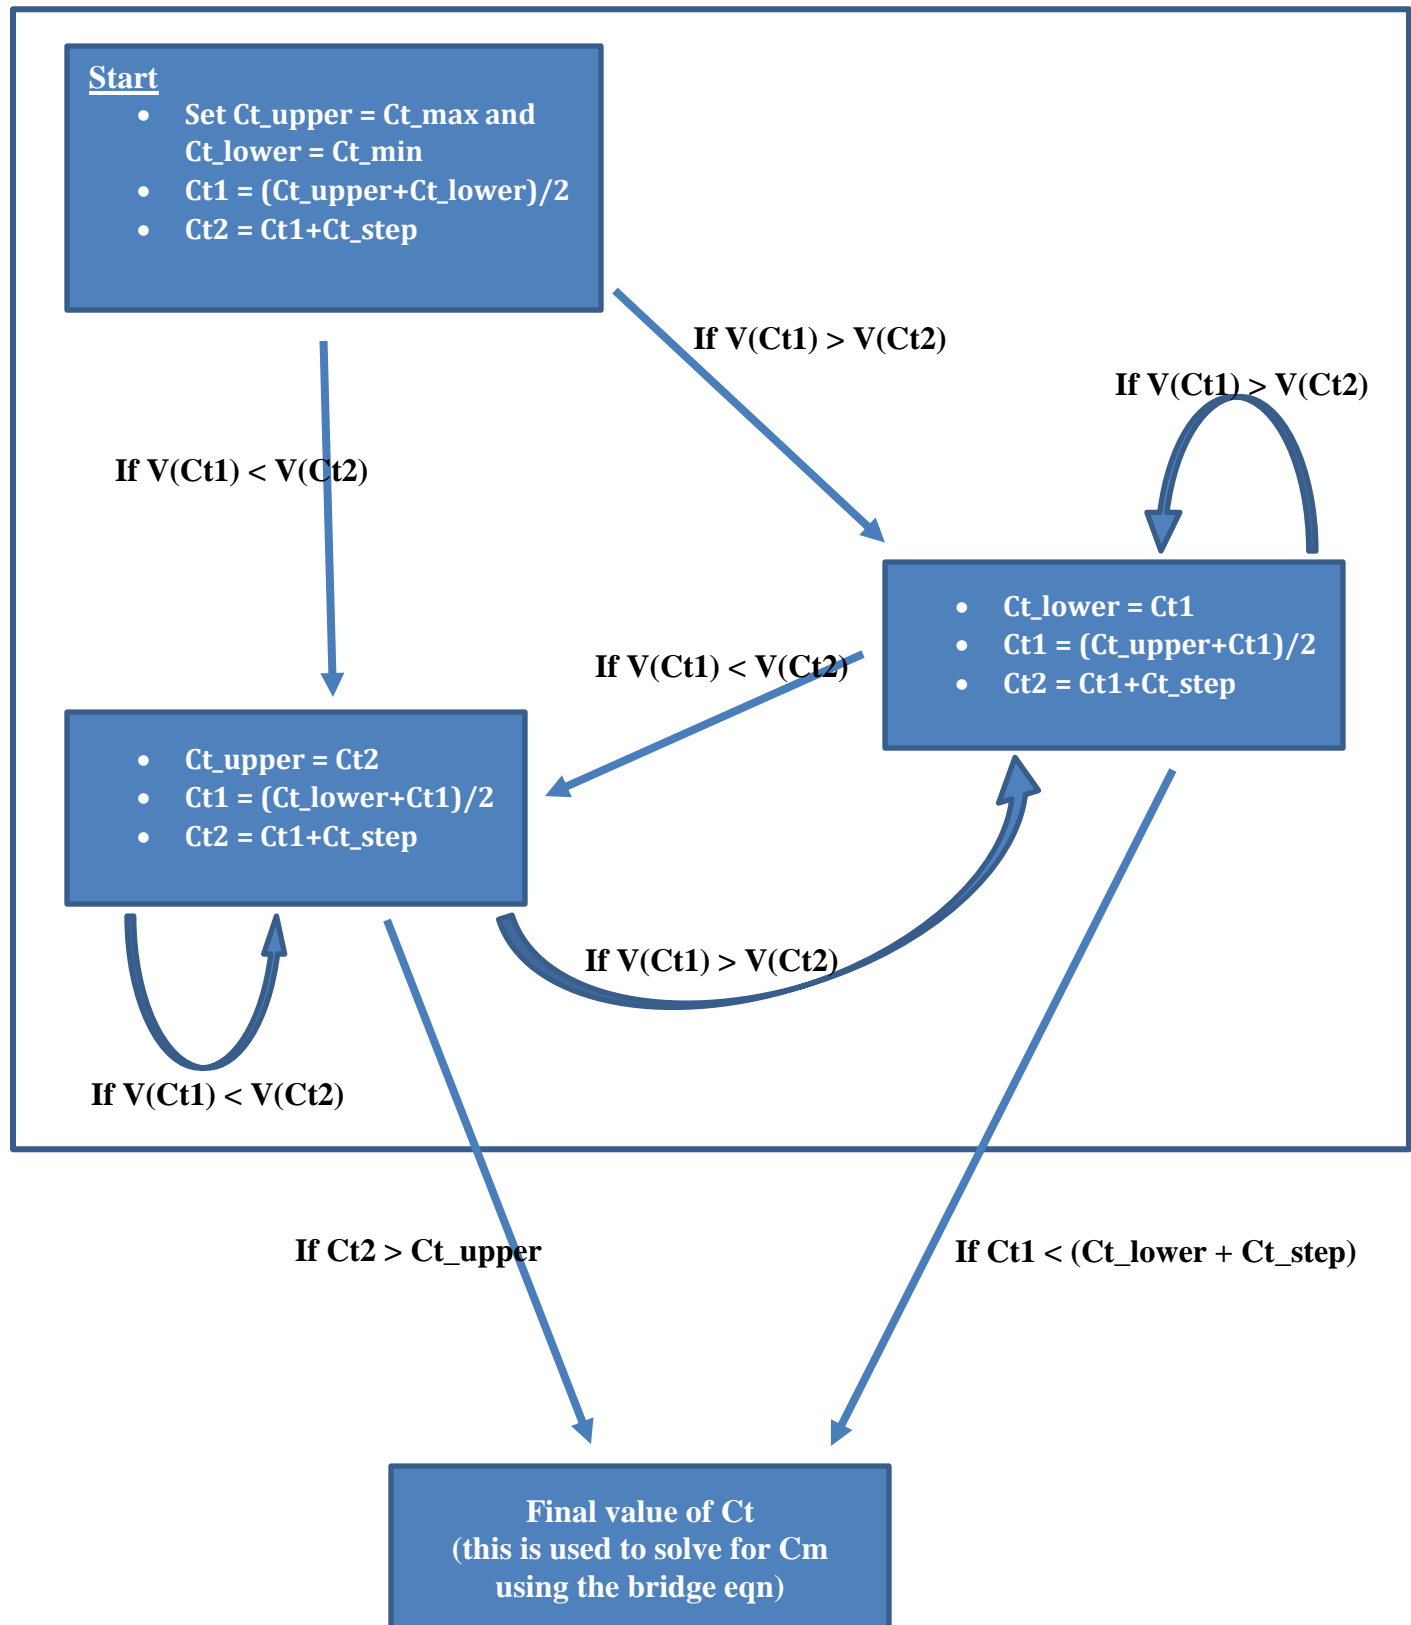 Start
• Set Ct_upper = Ct_max and
Ct_lower = Ct_min
• Ct1 = (Ct_upper+Ct_lower)/2
• Ct2 = Ct1+Ct_step
If V(Ct1) > V(Ct2)
If V(Ct1) > V(Ct2)
If V(Ct1) < V(Ct2)
• Ct_lower = Ct1
• Ct1 = (Ct_upper+Ct1)/2
• Ct2 = Ct1+Ct_step
If V(Ct1) < V(Ct2)
• Ct_upper = Ct2
• Ct1 = (Ct_lower+Ct1)/2
• Ct2 = Ct1+Ct_step
If V(Ct1) > V(Ct2)
If V(Ct1) < V(Ct2)
If Ct2 > Ct_upper
If Ct1 < (Ct_lower + Ct_step)
Final value of Ct
(this is used to solve for Cm
using the bridge eqn)